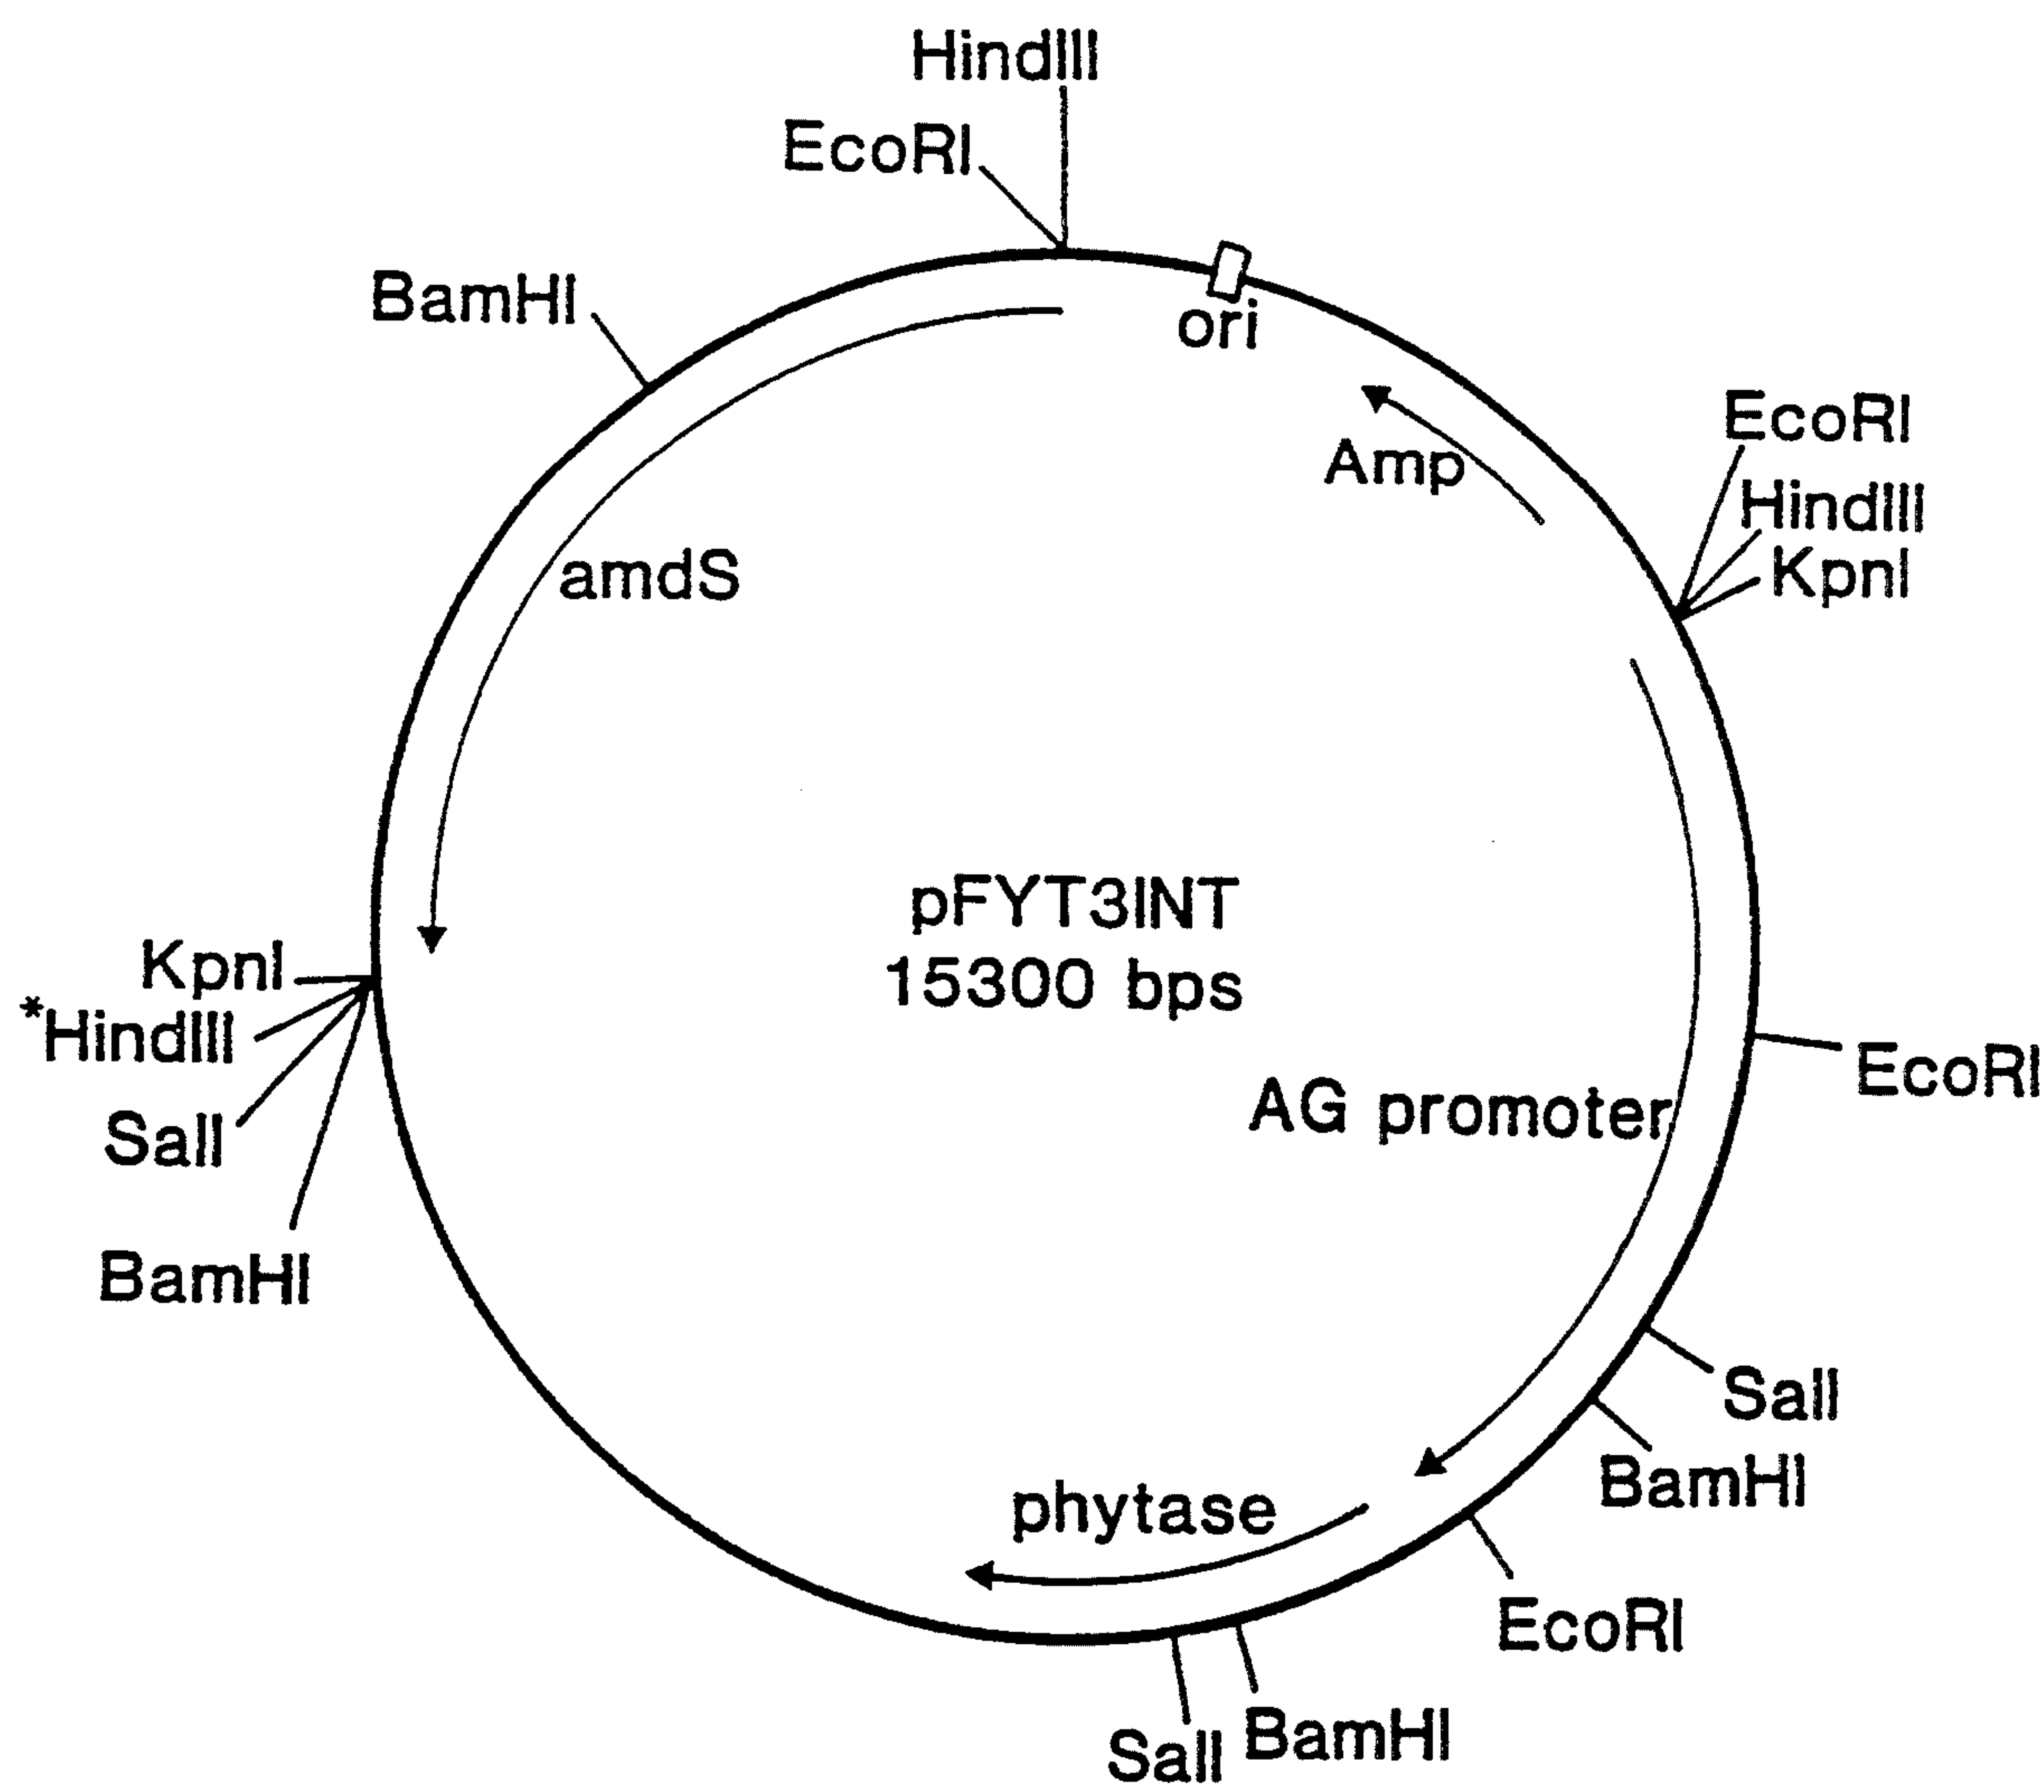 HindIII
EcoRI
BamHI
ori
EcoRI
Amp
HindIII
KpnI
amdS
pFYT3INT
15300 bps
KpnI
*HindIII
SalI
BamHI
EcoRI
AG promoter
SalI
BamHI
phytase
EcoRI
SalI
BamHI